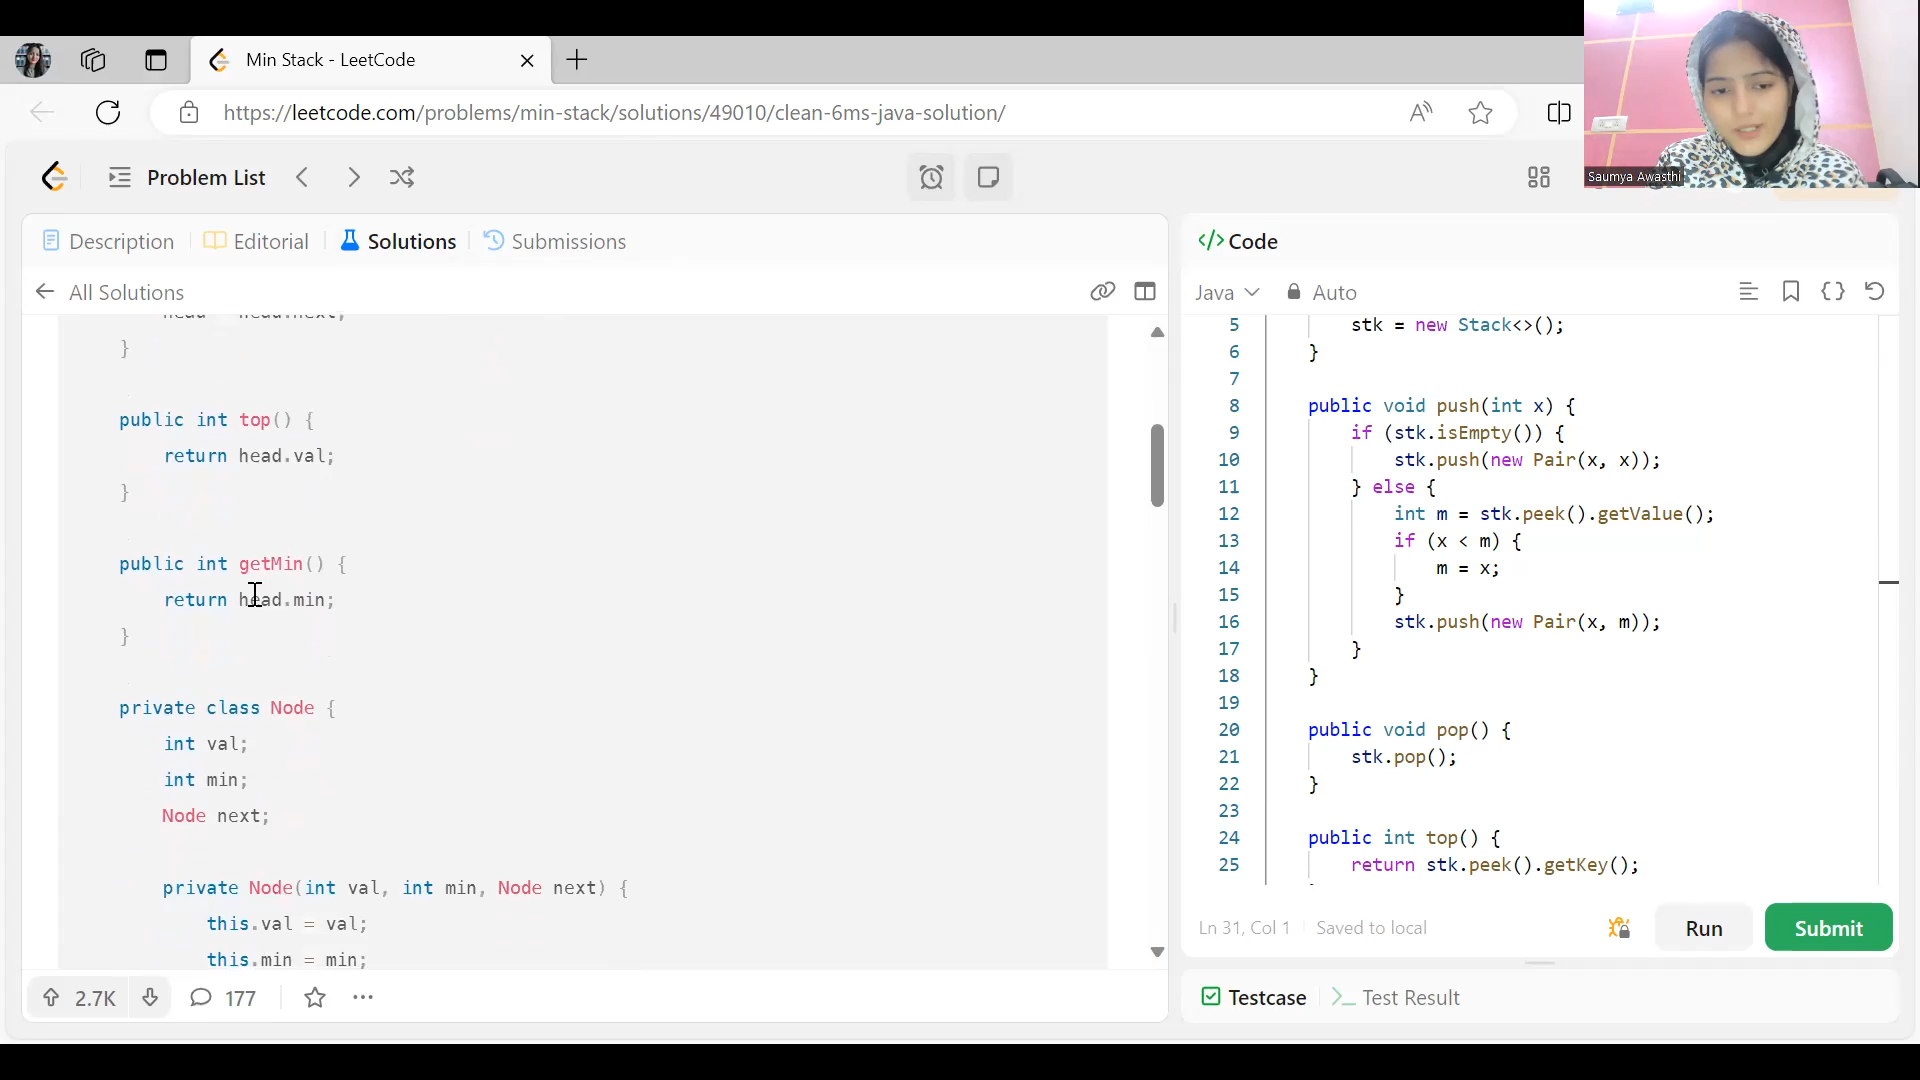 Min Stack - LeetCode
https://leetcode.com/problems/min-stack/solutions/49010/clean-6ms-java-solution/
Saumya Awasthi
Problem List
Description
Editorial
Solutions
Submissions
All Solutions
}
public int top() {
return head.val;
}
public int getMin() {
return head.min;
}
private class Node {
int val;
int min;
Node next;
private Node(int val, int min, Node next) {
this.val = val;
this.min = min;
2.7K
177
</> Code
Java
Auto
5 stk = new Stack<>();
6 }
7
8 public void push(int x) {
9 if (stk.isEmpty()) {
10 stk.push(new Pair(x, x));
11 } else {
12 int m = stk.peek().getValue();
13 if (x < m) {
14 m = x;
15 }
16 stk.push(new Pair(x, m));
17 }
18 }
19
20 public void pop() {
21 stk.pop();
22 }
23
24 public int top() {
25 return stk.peek().getKey();
Ln 31, Col 1
Saved to local
Run
Submit
Testcase
Test Result